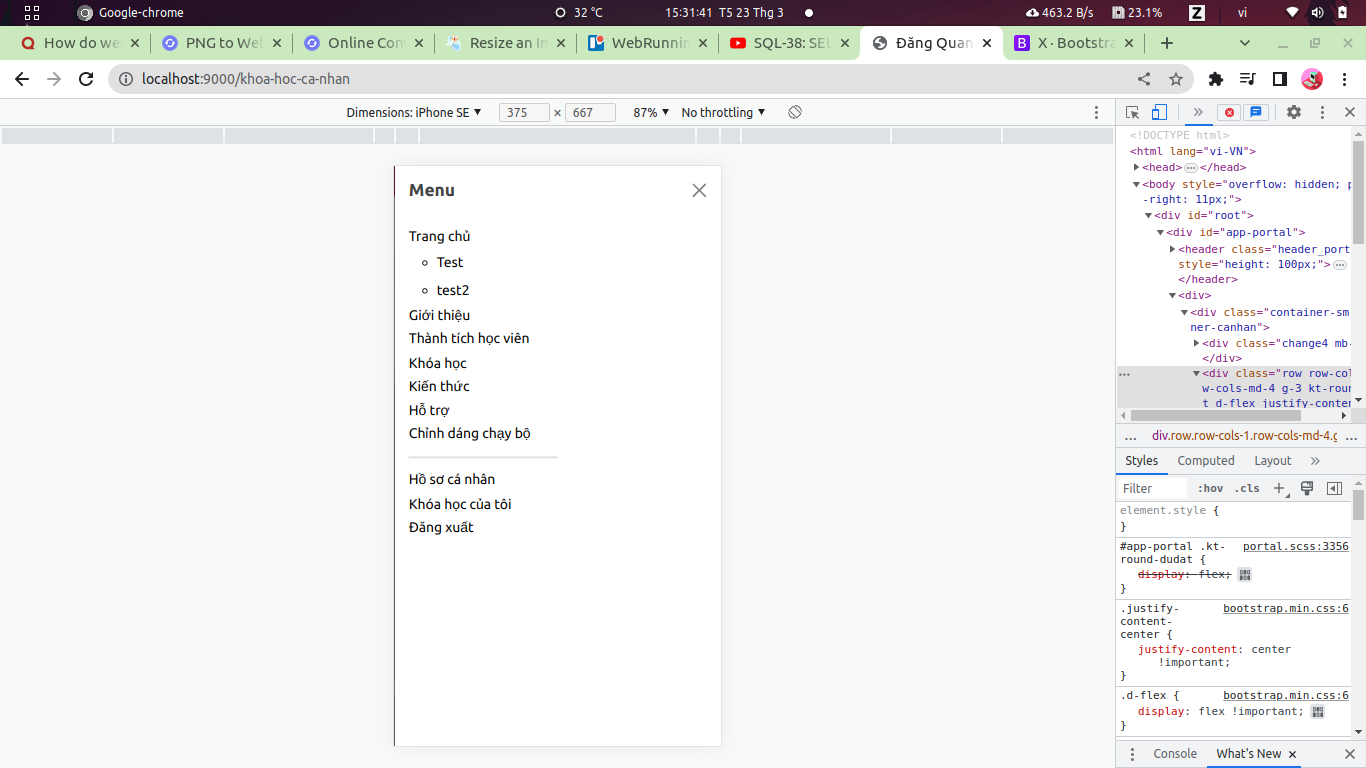 Google-chrome
32 °C
15:31:41 T5 23 Thg 3
463.2 B/s
23.1%
Z
vi
How do we
PNG to Wel
Online Con
Resize an In
WebRunnin
SQL-38: SEL
Đăng Quan
X · Bootstra
localhost:9000/khoa-hoc-ca-nhan
Dimensions: iPhone SE
375 × 667
87%
No throttling
Menu
Trang chủ
Test
test2
Giới thiệu
Thành tích học viên
Khóa học
Kiến thức
Hỗ trợ
Chỉnh dáng chạy bộ
Hồ sơ cá nhân
Khóa học của tôi
Đăng xuất
<!DOCTYPE html>
<html lang="vi-VN">
<head>…</head>
<body style="overflow: hidden; p
-right: 11px;">
<div id="root">
<div id="app-portal">
<header class="header_port
style="height: 100px;">…
</header>
<div>
<div class="container-sm
ner-canhan">
<div class="change4 mb-
</div>
<div class="row row-col
w-cols-md-4 g-3 kt-roun
t d-flex justify-conten
…
div.row.row-cols-1.row-cols-md-4.g
…
Styles
Computed
Layout
Filter
:hov
.cls
element.style {
}
#app-portal .kt-
round-dudat {
portal.scss:3356
display: flex;
}
.justify-
content-
center {
bootstrap.min.css:6
justify-content: center
!important;
}
.d-flex {
bootstrap.min.css:6
display: flex !important;
}
Console
What's New